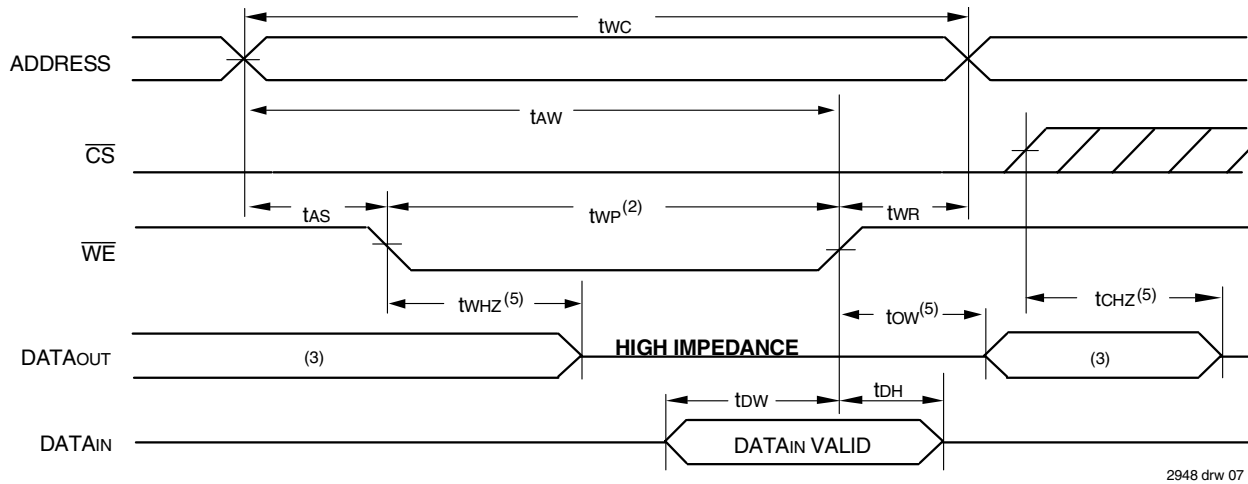 tWC
ADDRESS
tAW
CS
tAS
tWP(2)
tWR
WE
tWHZ(5)
tOW(5)
tCHZ(5)
DATAOUT
(3)
HIGH IMPEDANCE
(3)
tDW
tDH
DATAIN
DATAIN VALID
2948 drw 07